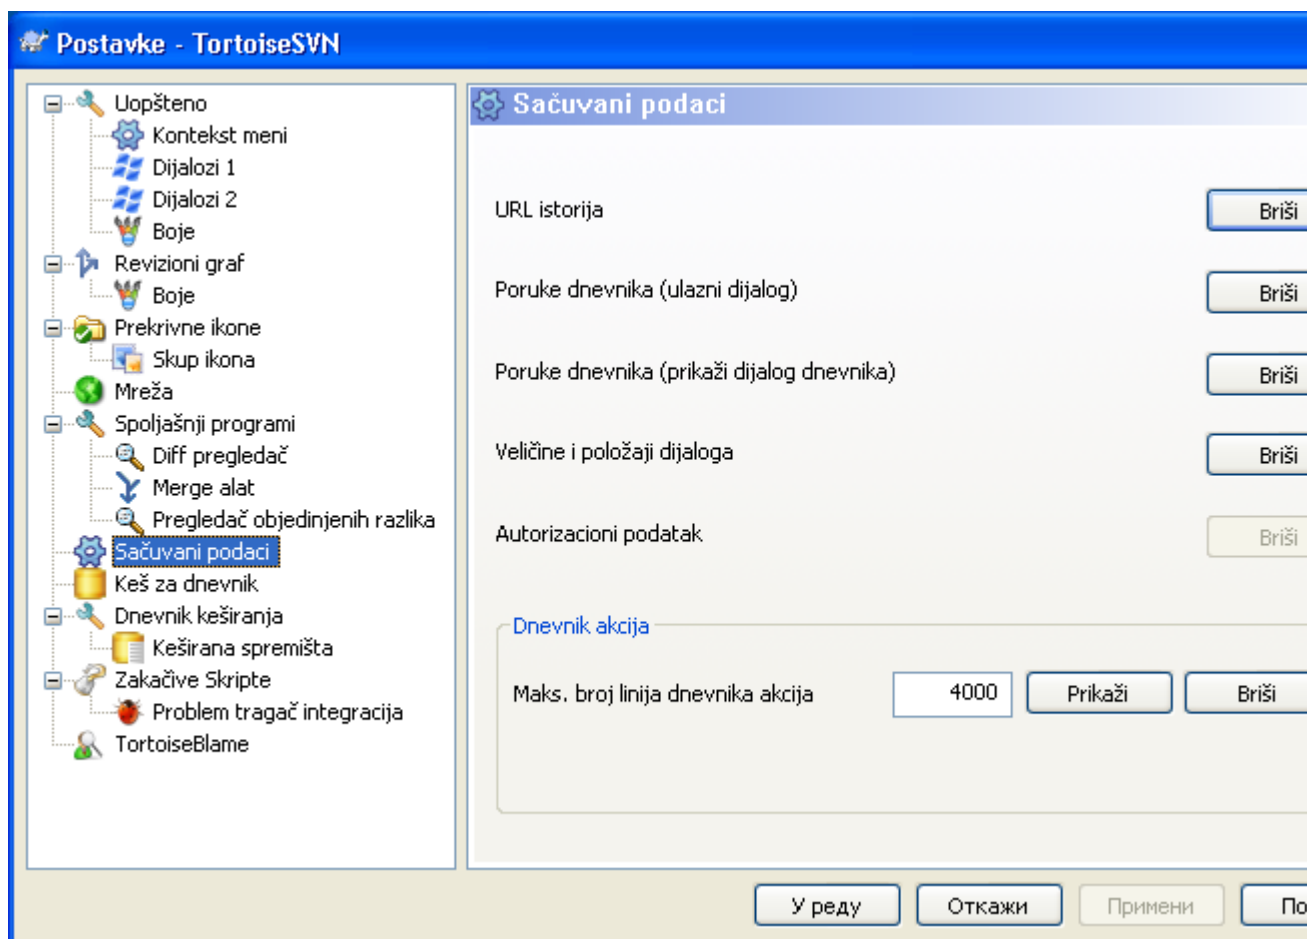 Postavke - TortoiseSVN
Uopšteno
Kontekst meni
Dijalozi 1
Dijalozi 2
Boje
Revizioni graf
Boje
Prekrivne ikone
Skup ikona
Mreža
Spoljašnji programi
Diff pregledač
Merge alat
Pregledač objedinjenih razlika
Sačuvani podaci
Keš za dnevnik
Dnevnik keširanja
Keširana spremišta
Zakačive Skripte
Problem tragač integracija
TortoiseBlame
Sačuvani podaci
URL istorija Briši
Poruke dnevnika (ulazni dijalog) Briši
Poruke dnevnika (prikaži dijalog dnevnika) Briši
Veličine i položaji dijaloga Briši
Autorizacioni podatak Briši
Dnevnik akcija
Maks. broj linija dnevnika akcija 4000 Prikaži Briši
У реду Откажи Примени